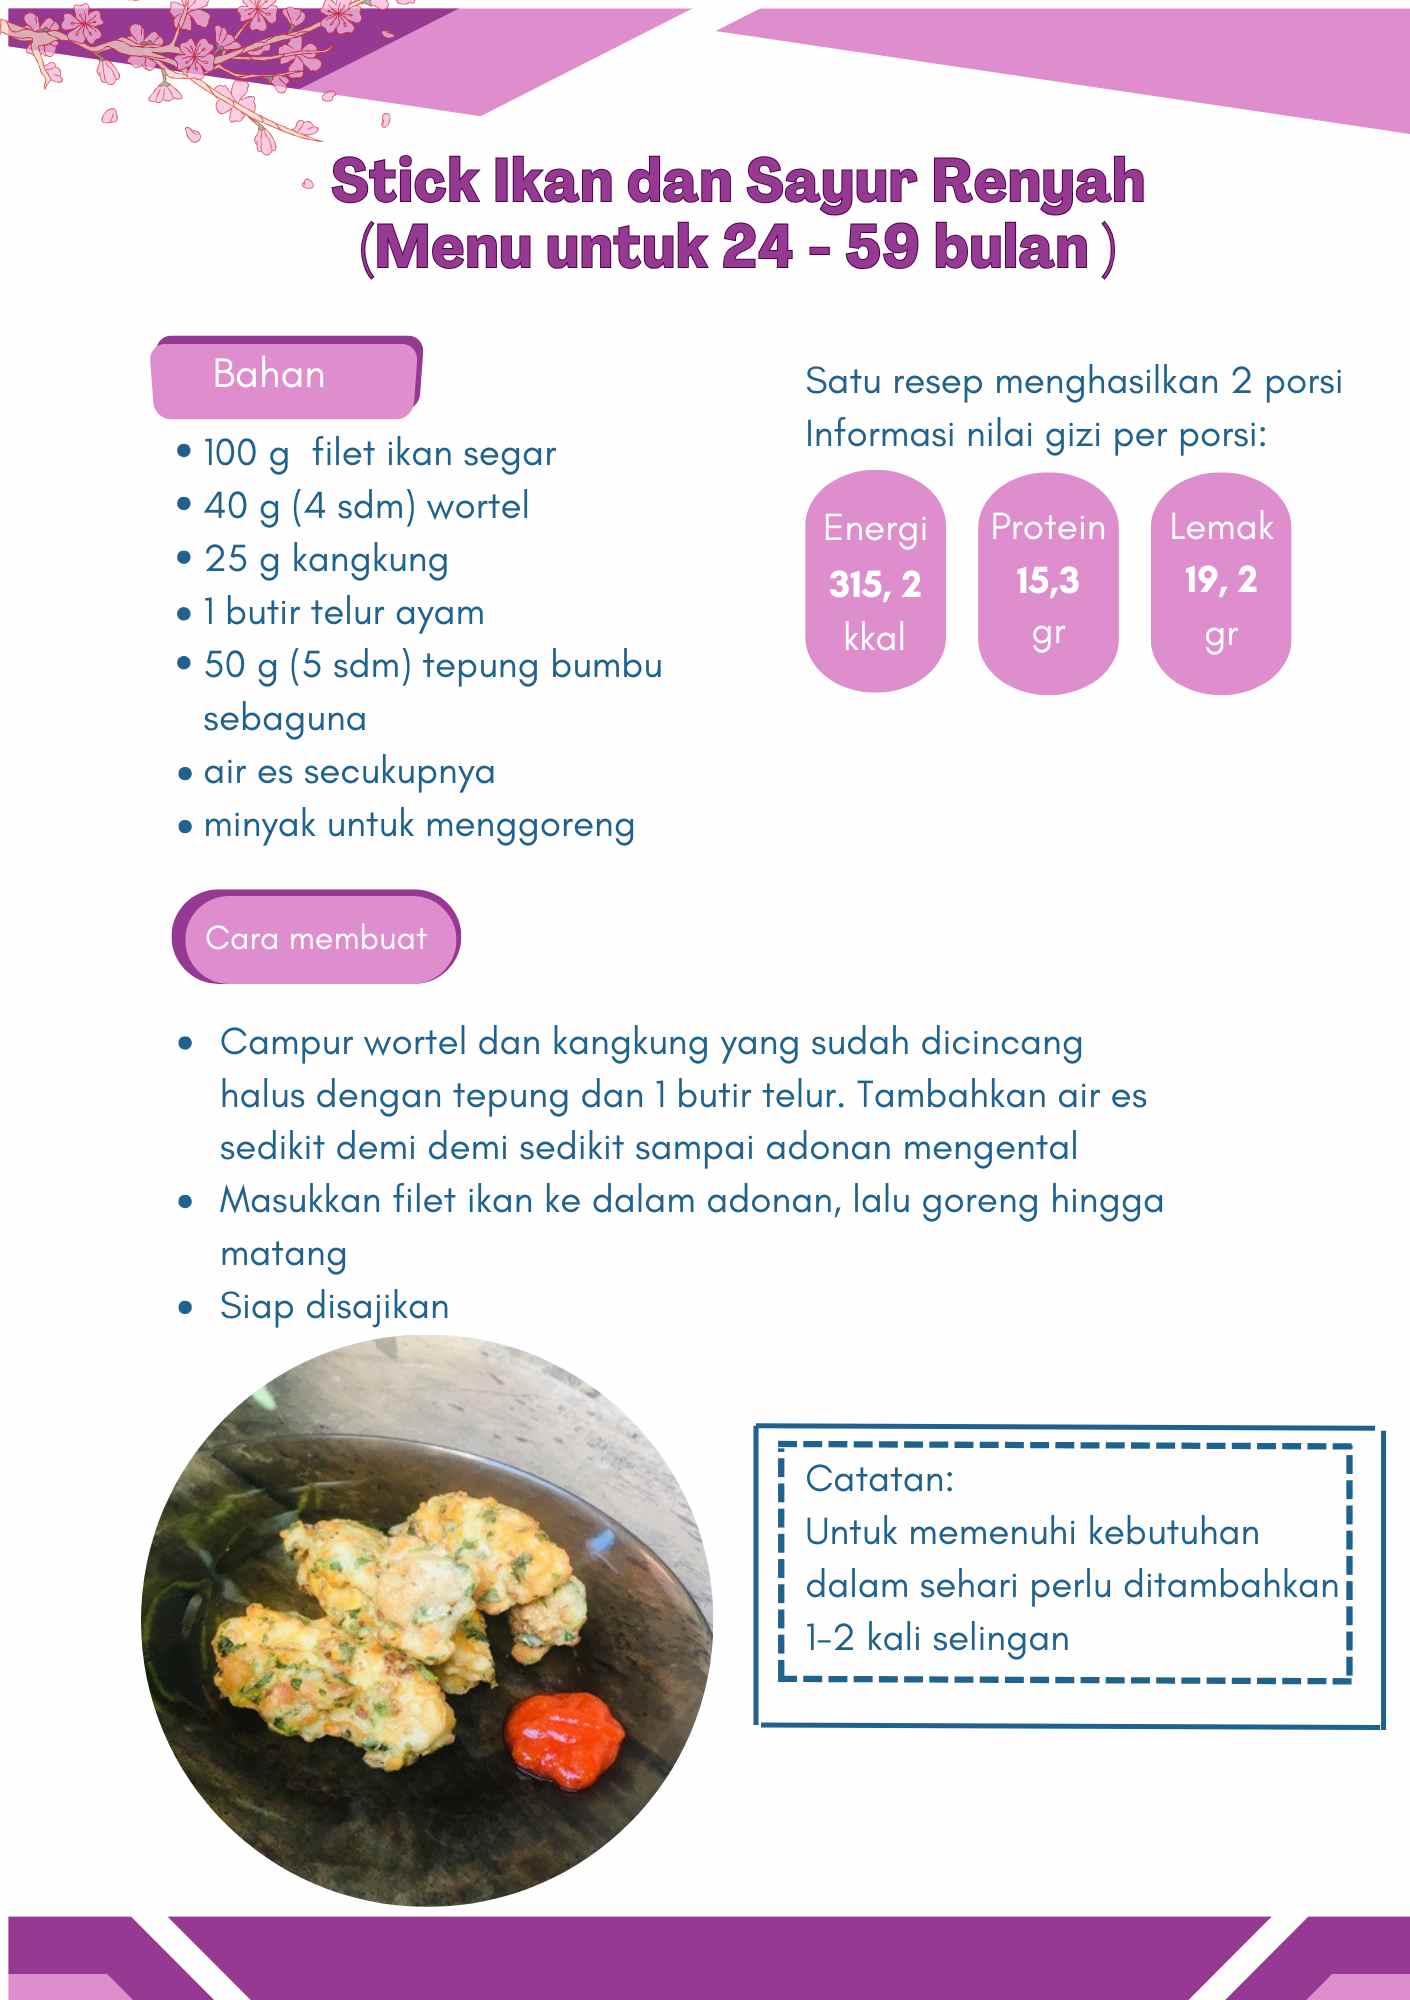 Stick Ikan dan Sayur Renyah
(Menu untuk 24 - 59 bulan )
Bahan
• 100 g  filet ikan segar
• 40 g (4 sdm) wortel
• 25 g kangkung
• 1 butir telur ayam
• 50 g (5 sdm) tepung bumbu
sebaguna
• air es secukupnya
• minyak untuk menggoreng
Satu resep menghasilkan 2 porsi
Informasi nilai gizi per porsi:
Energi
315, 2
kkal
Protein
15,3
gr
Lemak
19, 2
gr
Cara membuat
• Campur wortel dan kangkung yang sudah dicincang
halus dengan tepung dan 1 butir telur. Tambahkan air es
sedikit demi demi sedikit sampai adonan mengental
• Masukkan filet ikan ke dalam adonan, lalu goreng hingga
matang
• Siap disajikan
Catatan:
Untuk memenuhi kebutuhan
dalam sehari perlu ditambahkan
1-2 kali selingan